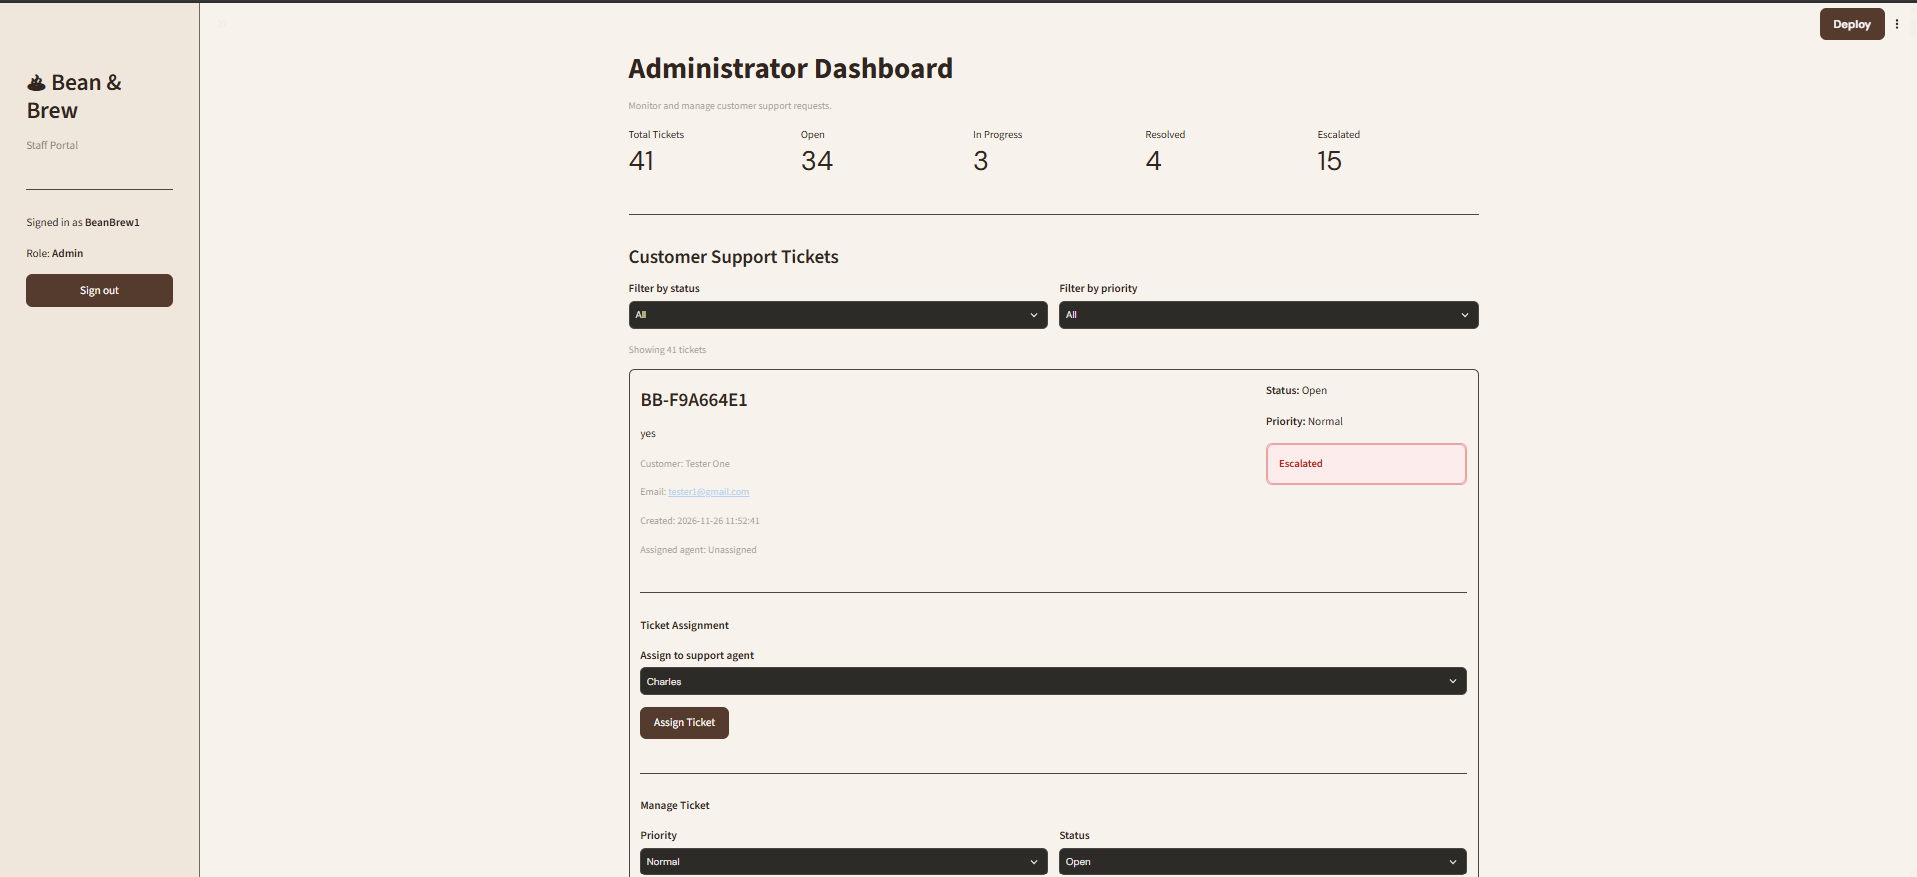 Deploy
Bean &
Brew
Staff Portal
Signed in as BeanBrew1
Role: Admin
Sign out
Administrator Dashboard
Monitor and manage customer support requests.
Total Tickets
41
Open
34
In Progress
3
Resolved
4
Escalated
15
Customer Support Tickets
Filter by status
All
Filter by priority
All
Showing 41 tickets
BB-F9A664E1
yes
Customer: Tester One
Email: tester1@gmail.com
Created: 2026-11-26 11:52:41
Assigned agent: Unassigned
Status: Open
Priority: Normal
Escalated
Ticket Assignment
Assign to support agent
Charles
Assign Ticket
Manage Ticket
Priority
Normal
Status
Open